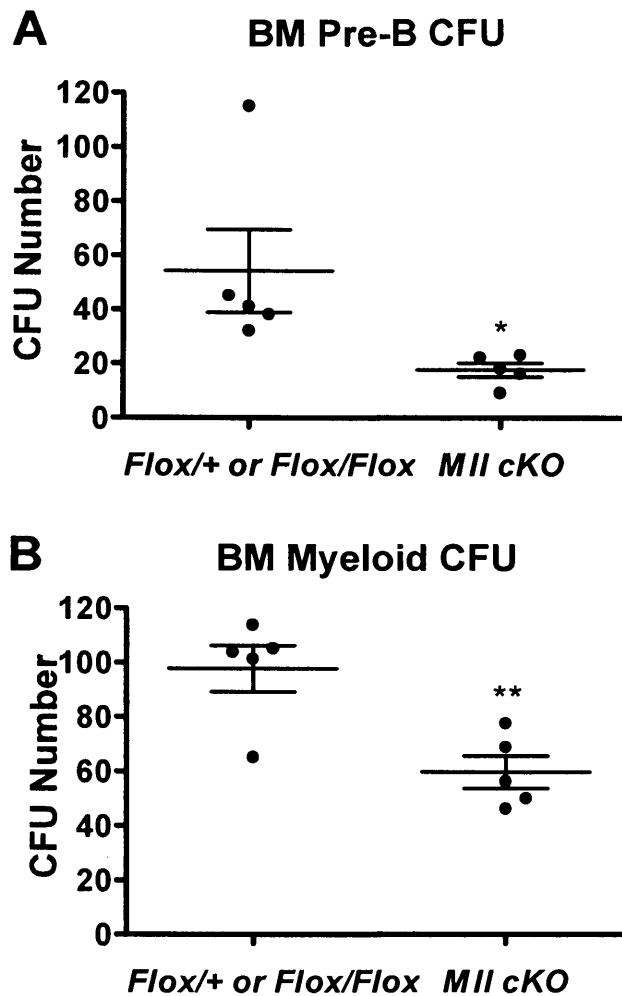 A
BM Pre-B CFU
CFU Number
120
100
80
60
40
20
0
*
Flox/+ or Flox/Flox Mll cKO
B
BM Myeloid CFU
CFU Number
120
100
80
60
40
20
0
**
Flox/+ or Flox/Flox Mll cKO